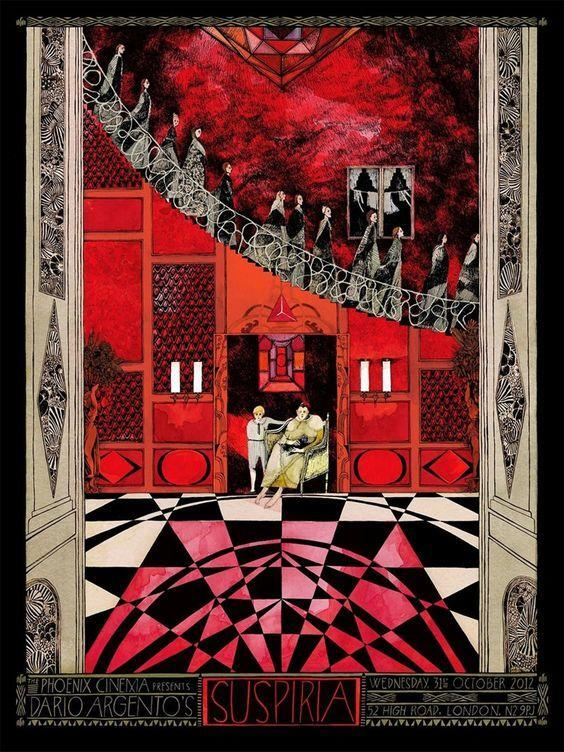 THE PHOENIX CINEMA PRESENTS
DARIO ARGENTO'S
SUSPIRIA
WEDNESDAY, 31ST OCTOBER 2012
52 HIGH ROAD, LONDON, N2 9PJ